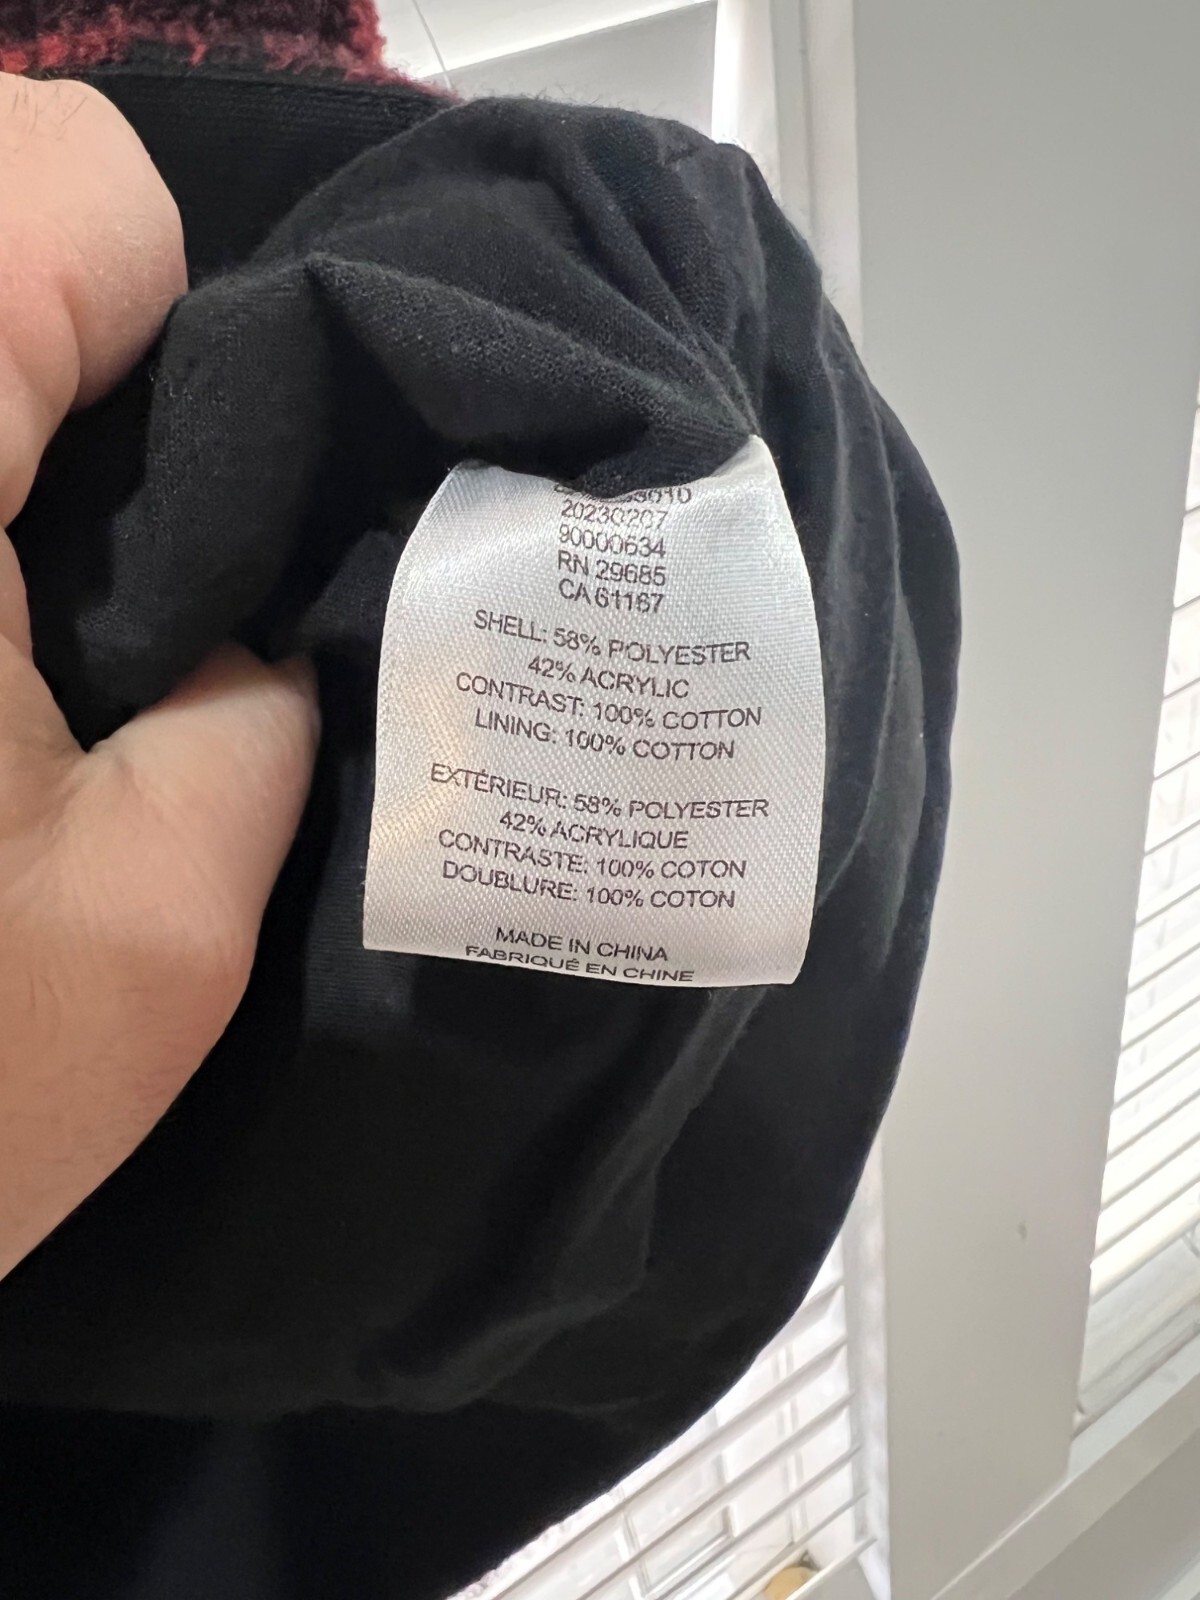 20230207
90000634
RN 29685
CA 61167
SHELL: 58% POLYESTER
42% ACRYLIC
CONTRAST: 100% COTTON
LINING: 100% COTTON
EXTÉRIEUR: 58% POLYESTER
42% ACRYLIQUE
CONTRASTE: 100% COTON
DOUBLURE: 100% COTON
MADE IN CHINA
FABRIQUÉ EN CHINE